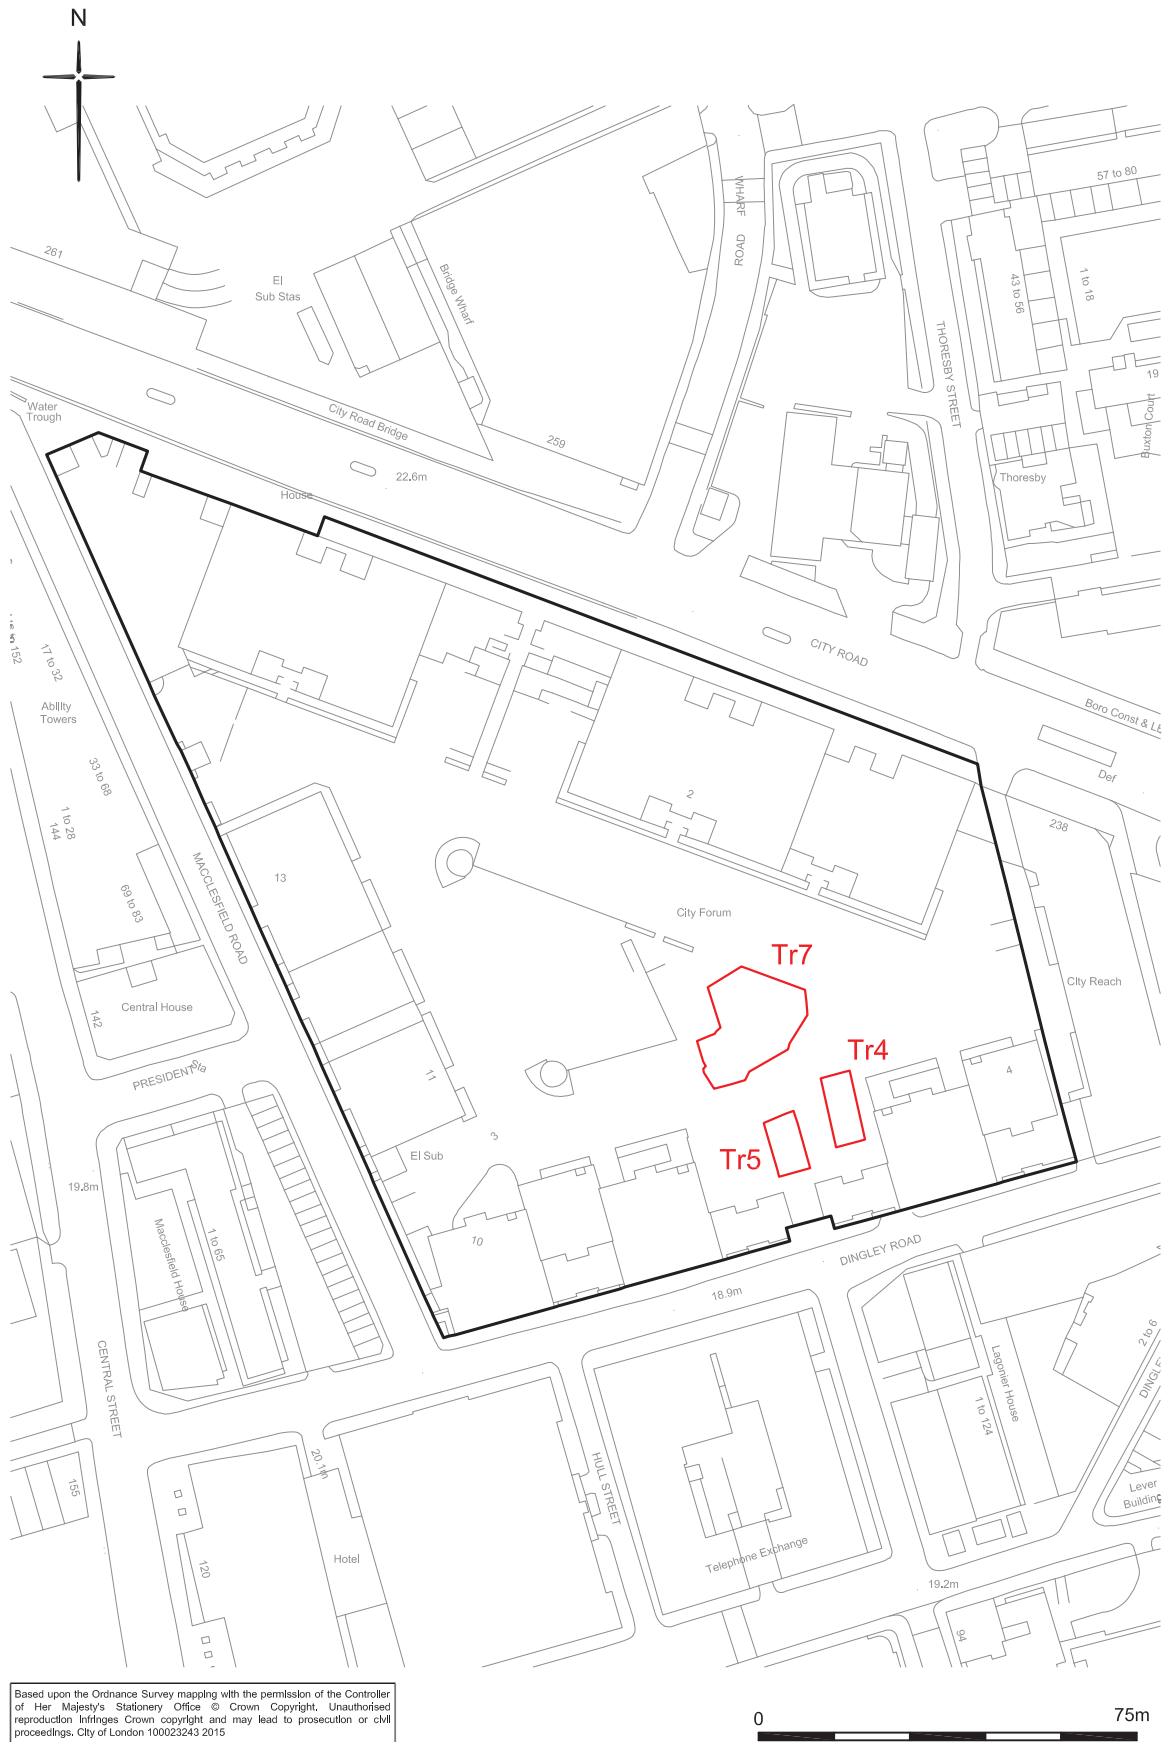 N
57 to 80
WHARF
ROAD
261
El
Sub Stas
Bridge Wharf
43 to 56
1 to 18
THORESBY STREET
19
Buxton Court
Water
Trough
City Road Bridge
259
22.6m
House
Thoresby
CITY ROAD
152
17 to 32
Ability
Towers
Boro Const &
Def
33 to 68
2
1 to 28
144
238
MACCLESFIELD ROAD
13
69 to 83
City Forum
Tr7
City Reach
Central House
142
Tr4
PRESIDENT
Sta
11
4
3
El Sub
Tr5
19.8m
Macclesfield House
1 to 65
10
DINGLEY ROAD
18.9m
CENTRAL STREET
Lagonier House
1 to 124
2 to 6
20.1m
HULL STREET
155
Lever
Building
Hotel
Telephone Exchange
120
19.2m
94
Based upon the Ordnance Survey mapping with the permission of the Controller
of Her Majesty's Stationery Office © Crown Copyright. Unauthorised
reproduction infringes Crown copyright and may lead to prosecution or civil
proceedings. City of London 100023243 2015
0
75m